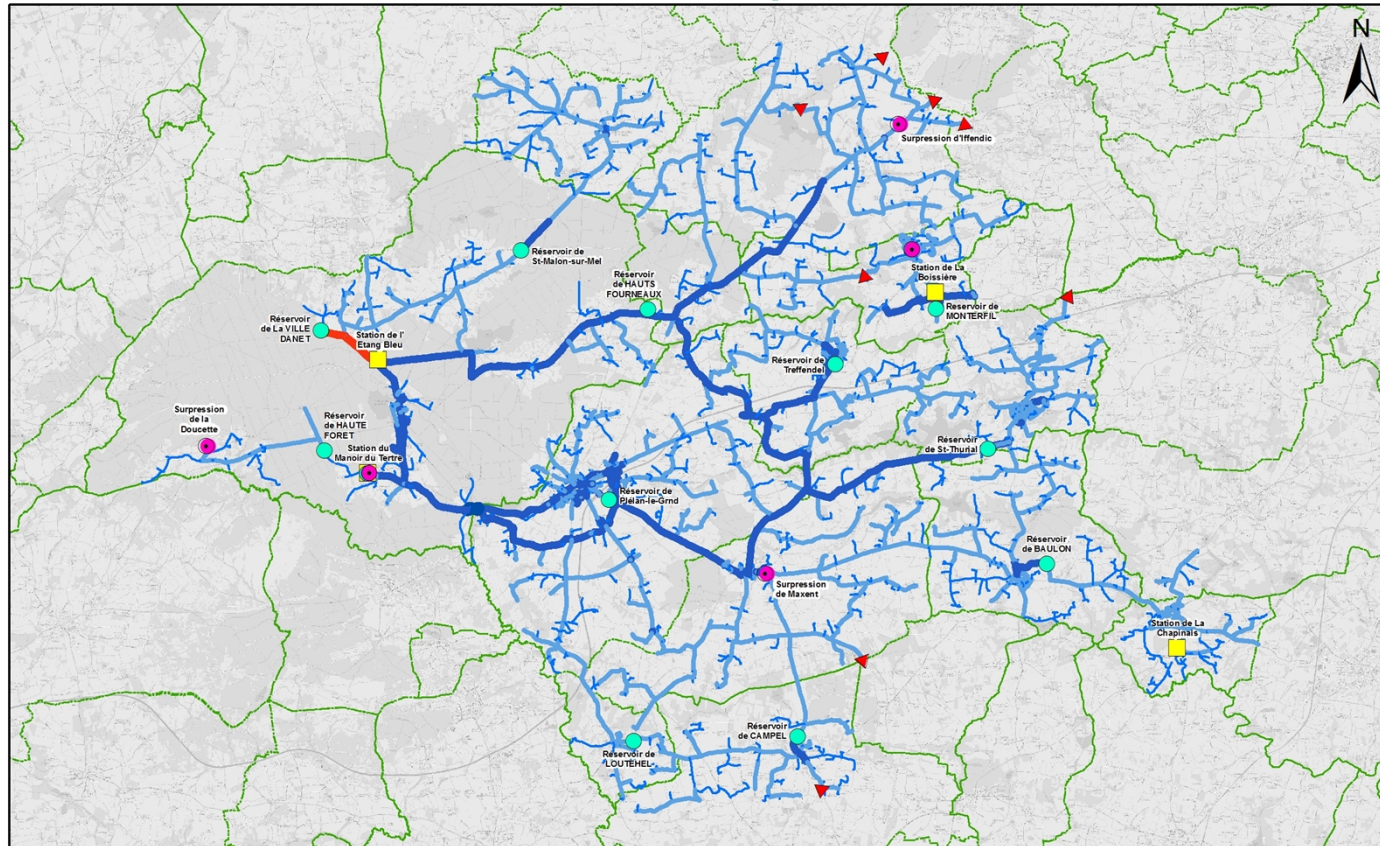 N
Surpression d'Iffendic
Réservoir de
St-Malon-sur-Mel
Réservoir
de HAUTS
FOURNEAUX
Station de La
Boissière
Réservoir de
MONTERFIL
Réservoir
de La VILLE
DANET
Station de l'
Etang Bleu
Réservoir de
Treffendel
Surpression
de la
Doucette
Réservoir
de HAUTE
FORET
Station du
Manoir du Tertre
Réservoir
de St-Thurial
Réservoir de
Plélan-le-Grnd
Réservoir
de BAULON
Surpression
de Maxent
Station de La
Chapinais
Réservoir
de CAMPEL
Réservoir de
LOUTEHEL